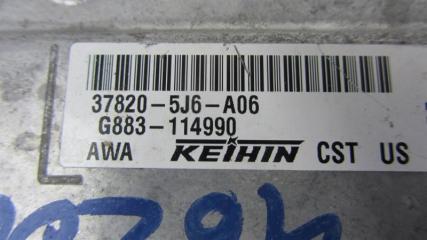 37820-5J6-A06
G883-114990
AWA KEIHIN CST US